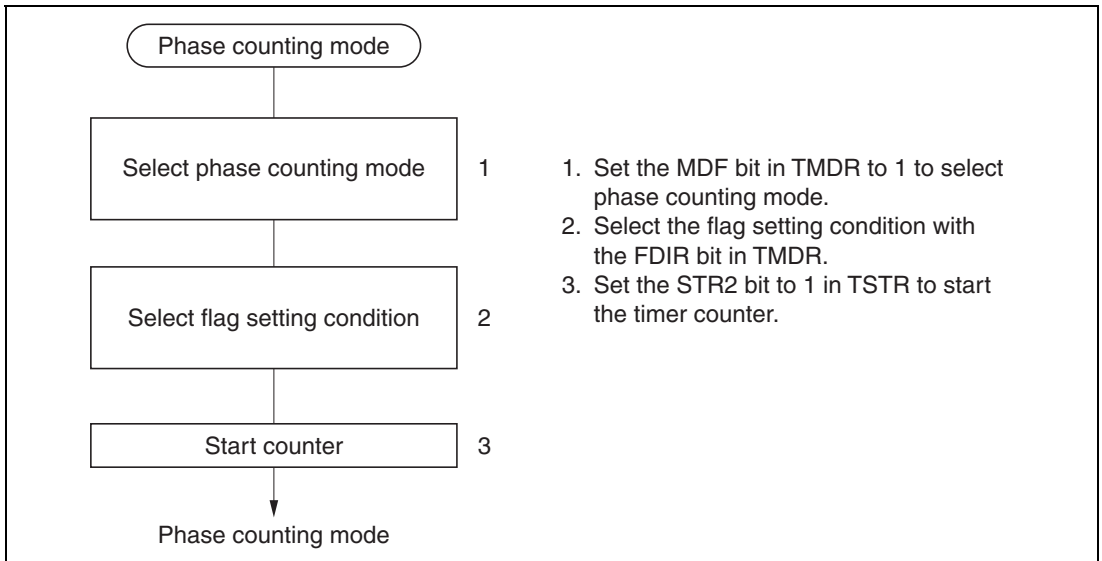 Phase counting mode
Select phase counting mode 1
Select flag setting condition 2
Start counter 3
Phase counting mode
1. Set the MDF bit in TMDR to 1 to select
phase counting mode.
2. Select the flag setting condition with
the FDIR bit in TMDR.
3. Set the STR2 bit to 1 in TSTR to start
the timer counter.